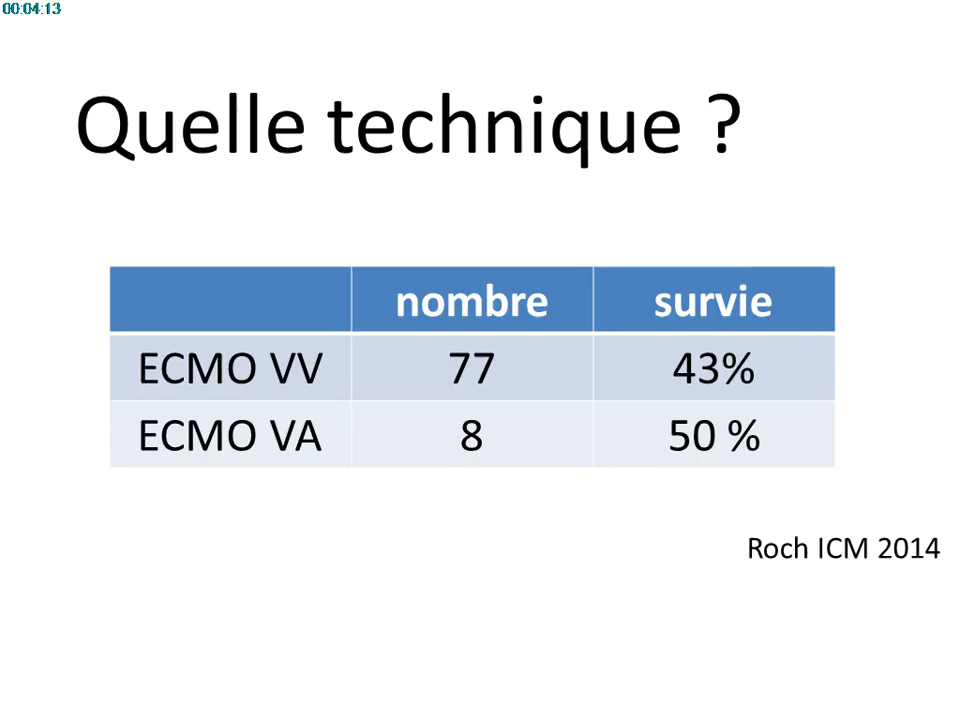 00:04:13
Quelle technique ?
nombre survie
ECMO VV 77 43%
ECMO VA 8 50 %
Roch ICM 2014